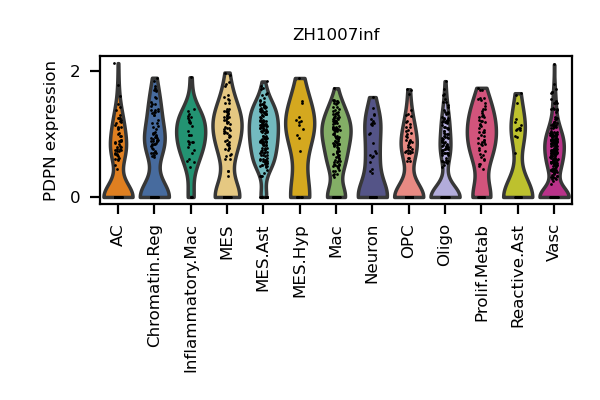 ZH1007inf
PDPN expression
2
0
AC
Chromatin.Reg
Inflammatory.Mac
MES
MES.Ast
MES.Hyp
Mac
Neuron
OPC
Oligo
Prolif.Metab
Reactive.Ast
Vasc